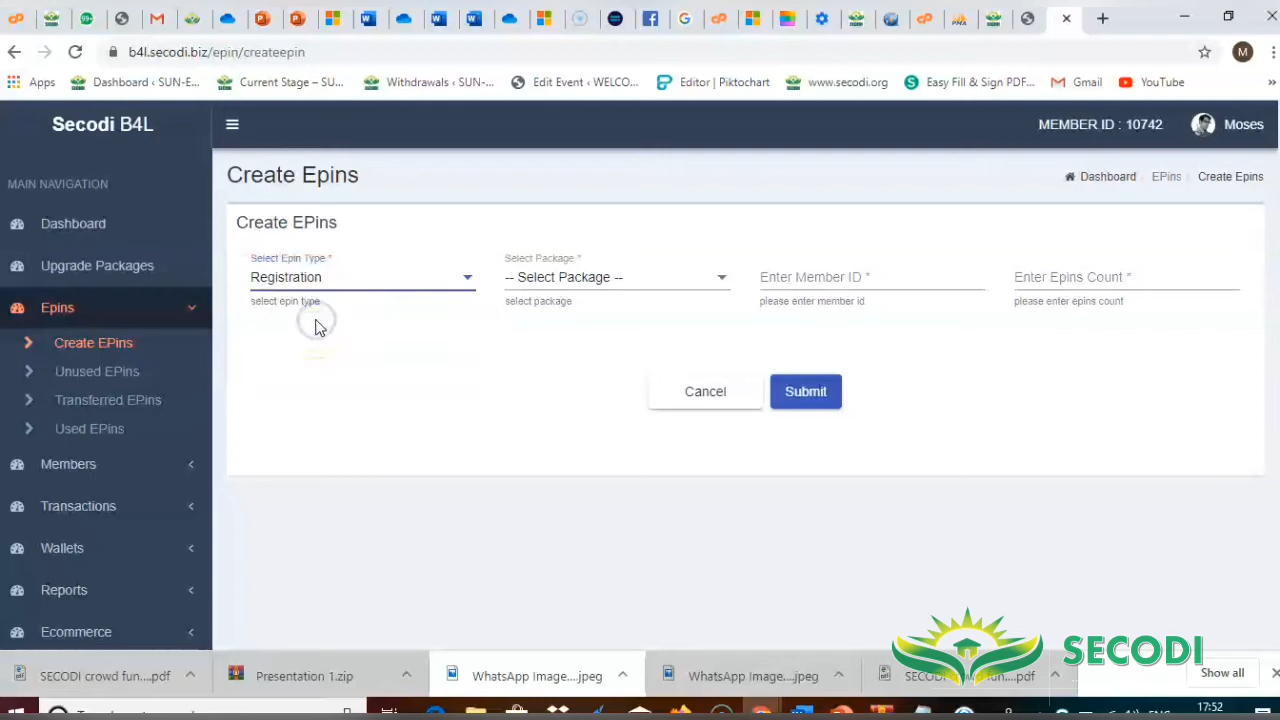 99+
b4l.secodi.biz/epin/createepin
M
Apps
Dashboard ‹ SUN-E...
Current Stage – SU...
Withdrawals ‹ SUN-...
Edit Event ‹ WELCO...
Editor | Piktochart
www.secodi.org
Easy Fill & Sign PDF...
Gmail
YouTube
»
Secodi B4L
MEMBER ID : 10742
Moses
MAIN NAVIGATION
Create Epins
Dashboard
EPins
Create Epins
Dashboard
Upgrade Packages
Epins
Create EPins
Unused EPins
Transferred EPins
Used EPins
Members
Transactions
Wallets
Reports
Ecommerce
Create EPins
Select Epin Type *
Registration
select epin type
Select Package *
-- Select Package --
select package
Enter Member ID *
please enter member id
Enter Epins Count *
please enter epins count
Cancel
Submit
SECODI
SECODI crowd fun....pdf
Presentation 1.zip
WhatsApp Image....jpeg
WhatsApp Image....jpeg
Show all
ENG
17:52